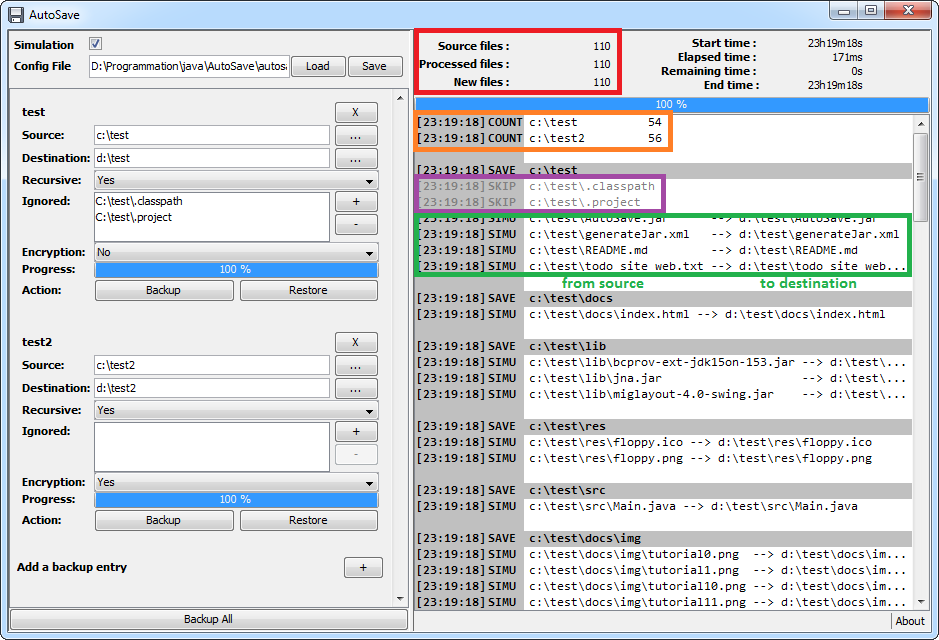 AutoSave
Simulation
Config File D:\Programmation\java\AutoSave\autosa Load Save
test X
Source: c:\test ...
Destination: d:\test ...
Recursive: Yes
Ignored: C:\test\.classpath +
C:\test\.project -
Encryption: No
Progress: 100 %
Action: Backup Restore
test2 X
Source: c:\test2 ...
Destination: d:\test2 ...
Recursive: Yes
Ignored: +
-
Encryption: Yes
Progress: 100 %
Action: Backup Restore
Add a backup entry +
Backup All
Source files : 110
Processed files : 110
New files : 110
Start time : 23h19m18s
Elapsed time : 171ms
Remaining time : 0s
End time : 23h19m18s
100 %
[23:19:18] COUNT c:\test 54
[23:19:18] COUNT c:\test2 56
[23:19:18] SAVE c:\test
[23:19:18] SKIP c:\test\.classpath
[23:19:18] SKIP c:\test\.project
[23:19:18] SIMU c:\test\AutoSave.jar --> d:\test\AutoSave.jar
[23:19:18] SIMU c:\test\generateJar.xml --> d:\test\generateJar.xml
[23:19:18] SIMU c:\test\README.md --> d:\test\README.md
[23:19:18] SIMU c:\test\todo site web.txt --> d:\test\todo site web...
from source to destination
[23:19:18] SAVE c:\test\docs
[23:19:18] SIMU c:\test\docs\index.html --> d:\test\docs\index.html
[23:19:18] SAVE c:\test\lib
[23:19:18] SIMU c:\test\lib\bcprov-ext-jdk15on-153.jar --> d:\test\...
[23:19:18] SIMU c:\test\lib\jna.jar --> d:\test\...
[23:19:18] SIMU c:\test\lib\miglayout-4.0-swing.jar --> d:\test\...
[23:19:18] SAVE c:\test\res
[23:19:18] SIMU c:\test\res\floppy.ico --> d:\test\res\floppy.ico
[23:19:18] SIMU c:\test\res\floppy.png --> d:\test\res\floppy.png
[23:19:18] SAVE c:\test\src
[23:19:18] SIMU c:\test\src\Main.java --> d:\test\src\Main.java
[23:19:18] SAVE c:\test\docs\img
[23:19:18] SIMU c:\test\docs\img\tutorial0.png --> d:\test\docs\im...
[23:19:18] SIMU c:\test\docs\img\tutorial1.png --> d:\test\docs\im...
[23:19:18] SIMU c:\test\docs\img\tutorial10.png --> d:\test\docs\im...
[23:19:18] SIMU c:\test\docs\img\tutorial11.png --> d:\test\docs\im...
About